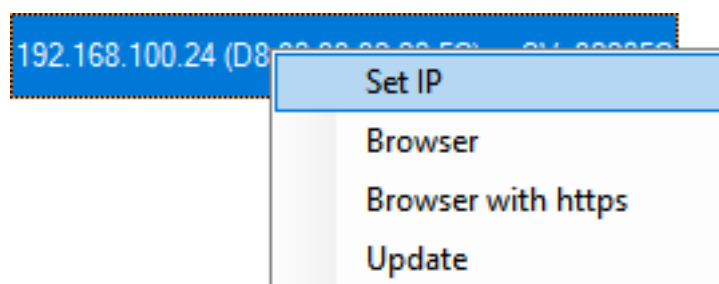 192.168.100.24 (D8
Set IP
Browser
Browser with https
Update